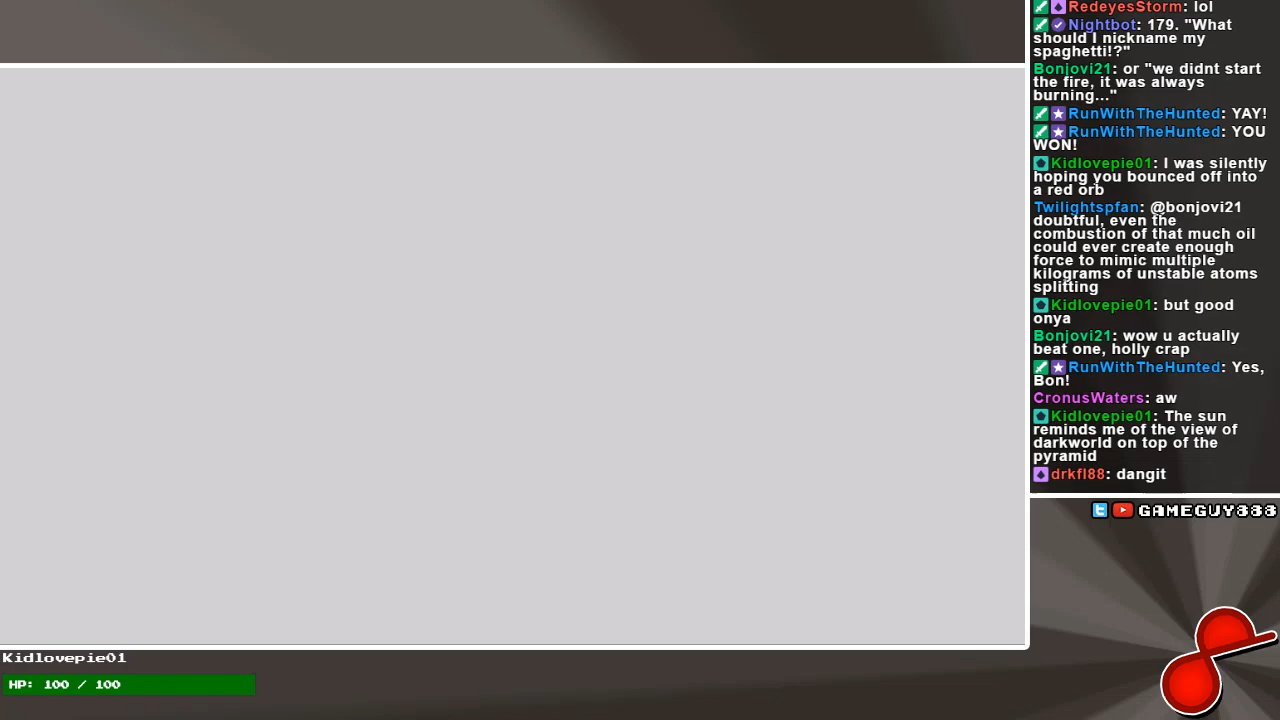 RedeyesStorm: lol
Nightbot: 179. "What
should I nickname my
spaghetti!?"
Bonjovi21: or "we didnt start
the fire, it was always
burning..."
RunWithTheHunted: YAY!
RunWithTheHunted: YOU
WON!
Kidlovepie01: I was silently
hoping you bounced off into
a red orb
Twilightspfan: @bonjovi21
doubtful, even the
combustion of that much oil
could ever create enough
force to mimic multiple
kilograms of unstable atoms
splitting
Kidlovepie01: but good
onya
Bonjovi21: wow u actually
beat one, holly crap
RunWithTheHunted: Yes,
Bon!
CronusWaters: aw
Kidlovepie01: The sun
reminds me of the view of
darkworld on top of the
pyramid
drkfl88: dangit
GAMEGUY888
Kidlovepie01
HP: 100 / 100